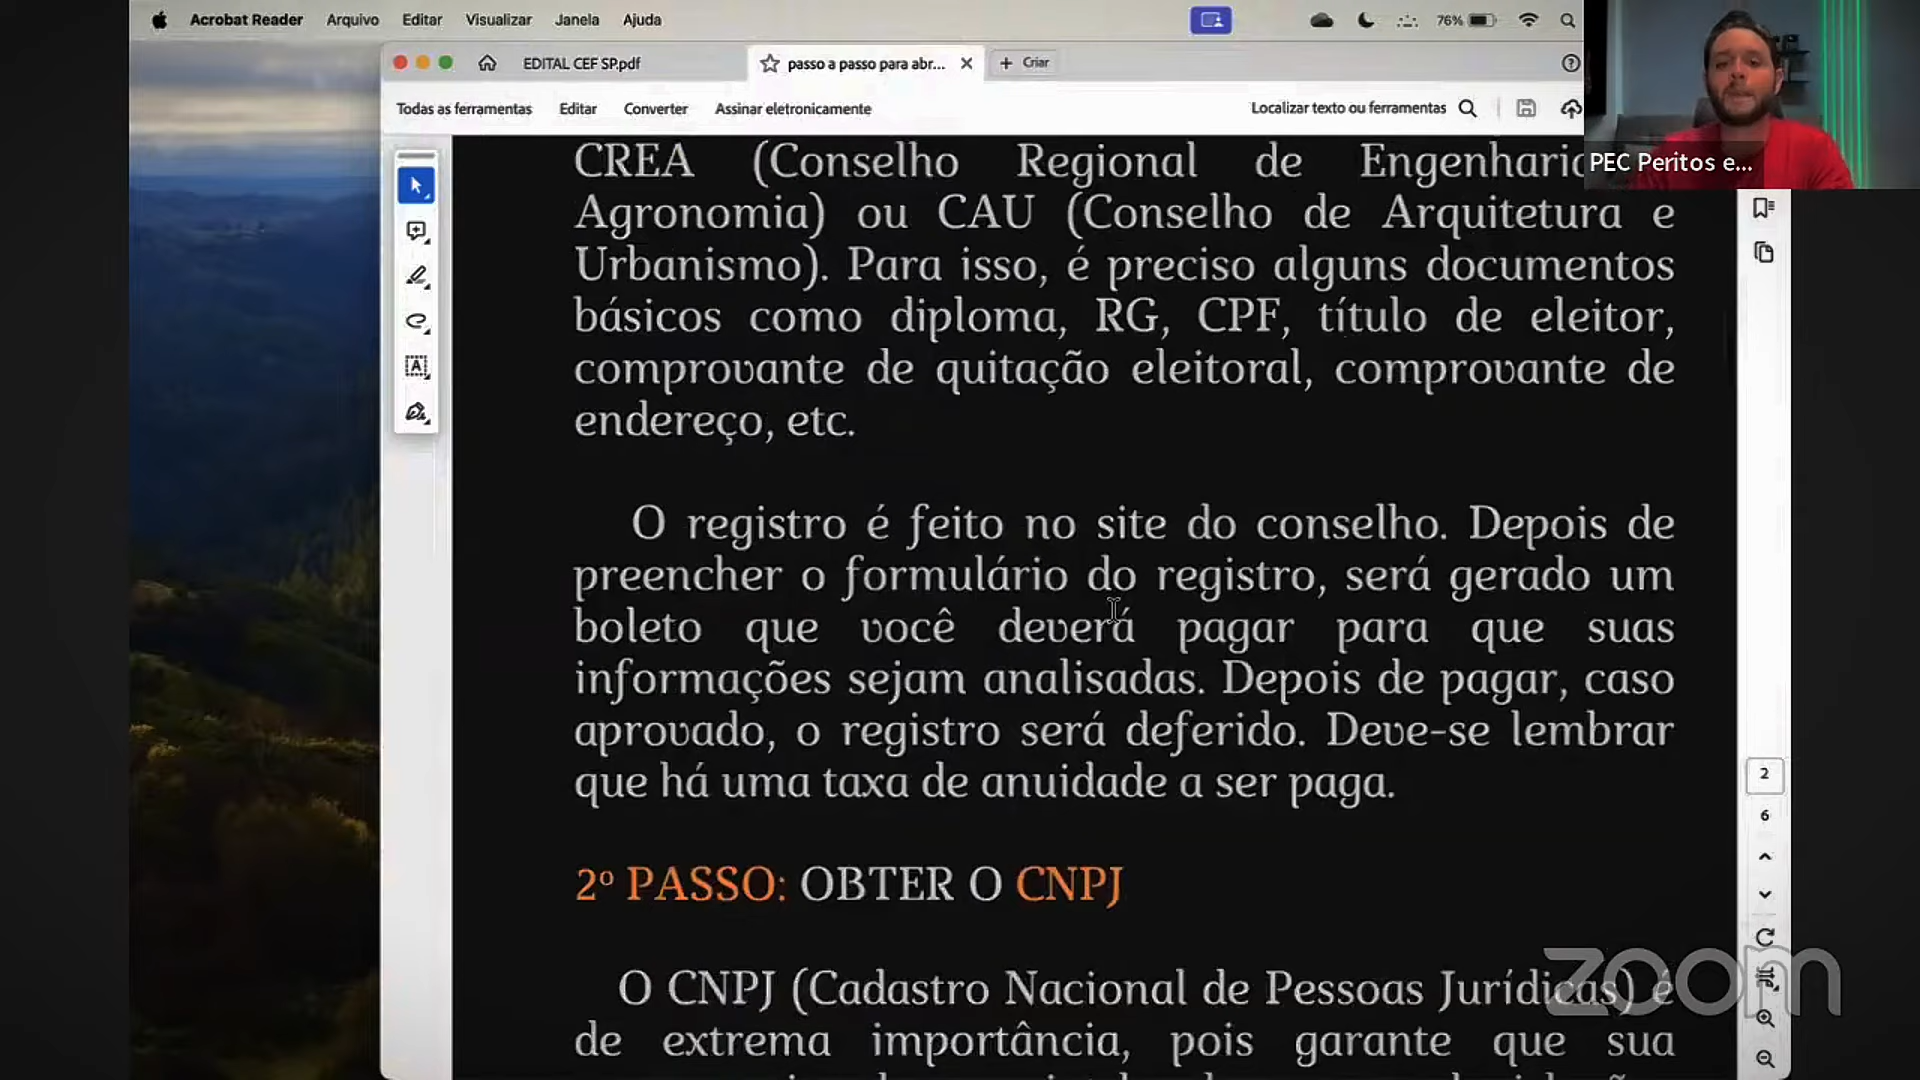 Acrobat Reader Arquivo Editar Visualizar Janela Ajuda 76%
EDITAL CEF SP.pdf passo a passo para abr... + Criar
Todas as ferramentas Editar Converter Assinar eletronicamente Localizar texto ou ferramentas
PEC Peritos e...
CREA (Conselho Regional de Engenharia
Agronomia) ou CAU (Conselho de Arquitetura e
Urbanismo). Para isso, é preciso alguns documentos
básicos como diploma, RG, CPF, título de eleitor,
comprovante de quitação eleitoral, comprovante de
endereço, etc.
O registro é feito no site do conselho. Depois de
preencher o formulário do registro, será gerado um
boleto que você deverá pagar para que suas
informações sejam analisadas. Depois de pagar, caso
aprovado, o registro será deferido. Deve-se lembrar
que há uma taxa de anuidade a ser paga.
2
6
2º PASSO: OBTER O CNPJ
O CNPJ (Cadastro Nacional de Pessoas Jurídicas) é
de extrema importância, pois garante que sua
zoom